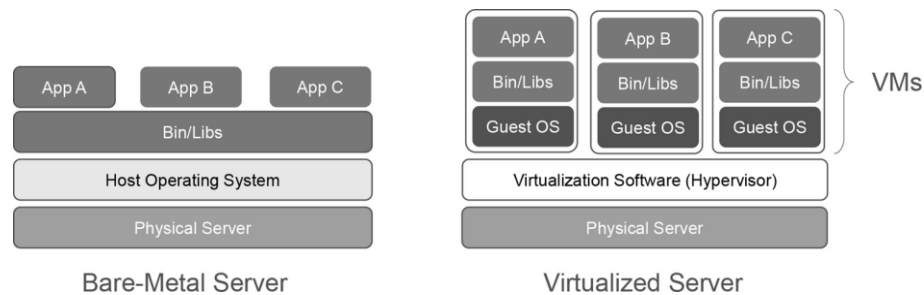 App A
App B
App C
Bin/Libs
Host Operating System
Physical Server
Bare-Metal Server
App A
App B
App C
Bin/Libs
Bin/Libs
Bin/Libs
Guest OS
Guest OS
Guest OS
VMs
Virtualization Software (Hypervisor)
Physical Server
Virtualized Server